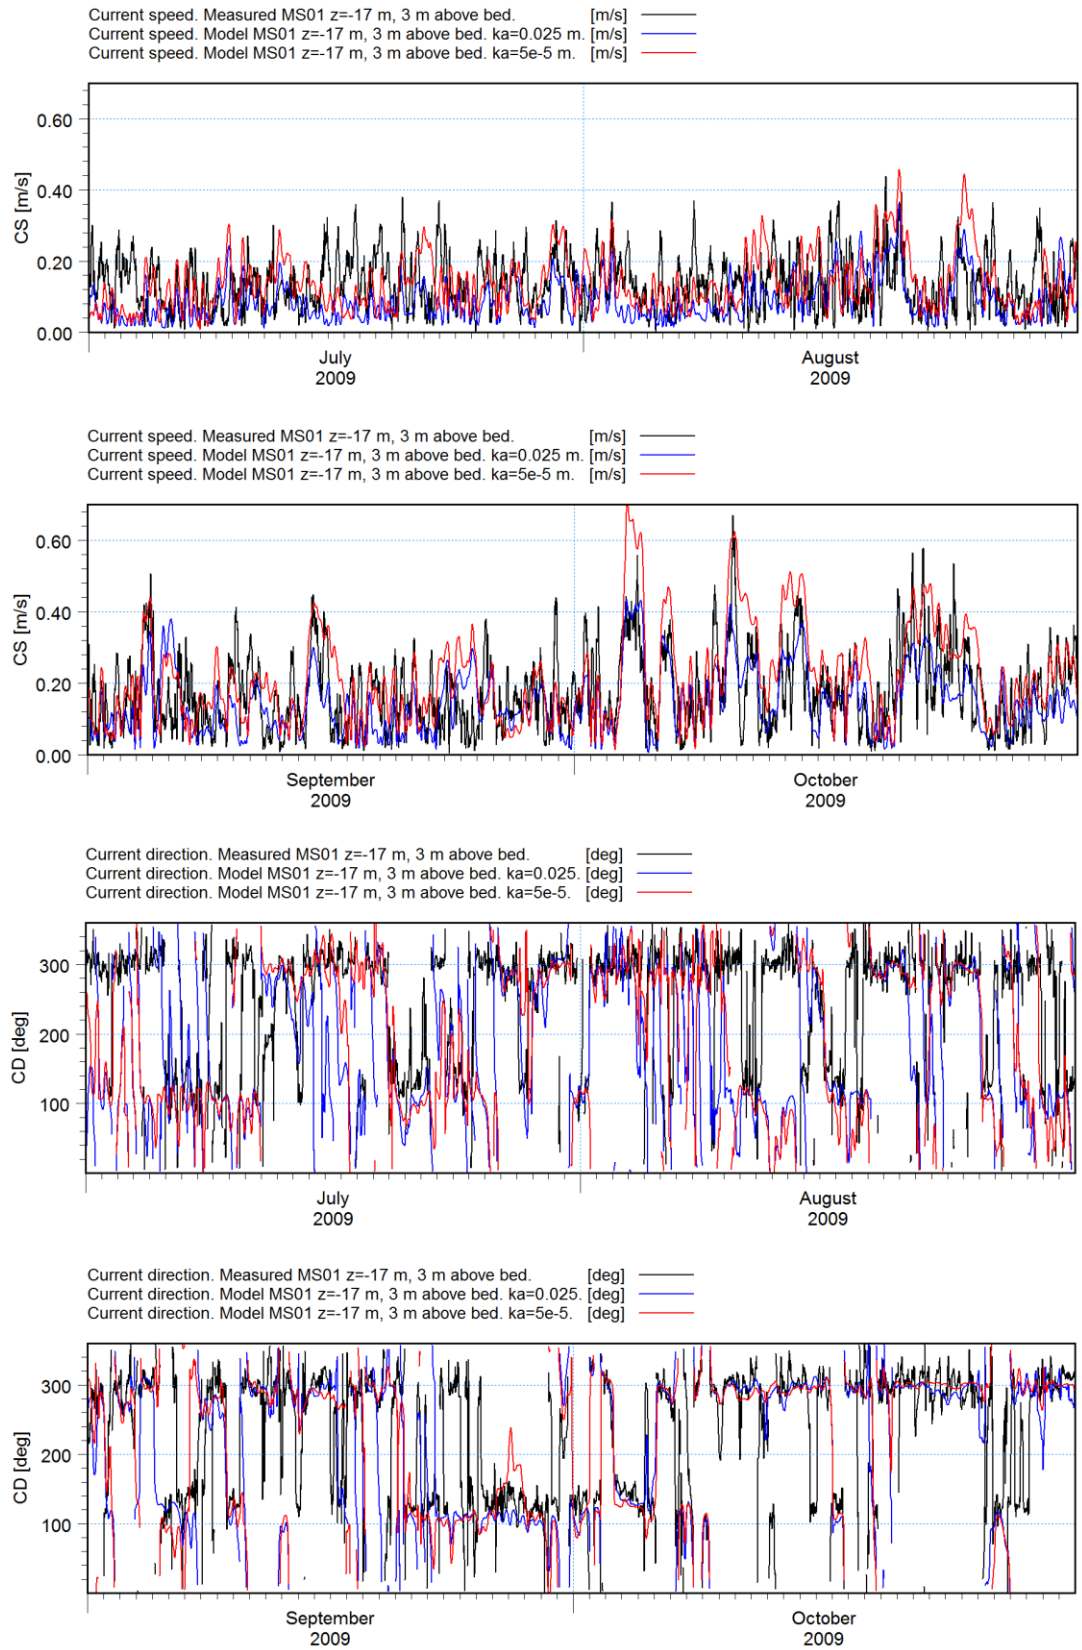 Current speed. Measured MS01 z=-17 m, 3 m above bed. [m/s]
Current speed. Model MS01 z=-17 m, 3 m above bed. ka=0.025 m. [m/s]
Current speed. Model MS01 z=-17 m, 3 m above bed. ka=5e-5 m. [m/s]
0.60
0.40
0.20
0.00
CS [m/s]
July
2009
August
2009
Current speed. Measured MS01 z=-17 m, 3 m above bed. [m/s]
Current speed. Model MS01 z=-17 m, 3 m above bed. ka=0.025 m. [m/s]
Current speed. Model MS01 z=-17 m, 3 m above bed. ka=5e-5 m. [m/s]
0.60
0.40
0.20
0.00
CS [m/s]
September
2009
October
2009
Current direction. Measured MS01 z=-17 m, 3 m above bed. [deg]
Current direction. Model MS01 z=-17 m, 3 m above bed. ka=0.025. [deg]
Current direction. Model MS01 z=-17 m, 3 m above bed. ka=5e-5. [deg]
300
200
100
CD [deg]
July
2009
August
2009
Current direction. Measured MS01 z=-17 m, 3 m above bed. [deg]
Current direction. Model MS01 z=-17 m, 3 m above bed. ka=0.025. [deg]
Current direction. Model MS01 z=-17 m, 3 m above bed. ka=5e-5. [deg]
300
200
100
CD [deg]
September
2009
October
2009